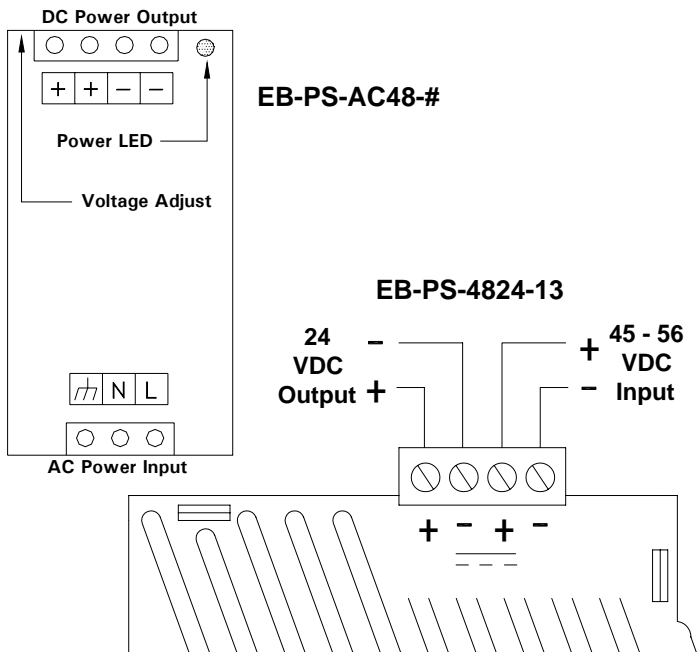 DC Power Output
+ + − −
EB-PS-AC48-#
Power LED
Voltage Adjust
N L
AC Power Input
EB-PS-4824-13
24
VDC
Output
−
+
+
−
45 - 56
VDC
Input
+ − + −